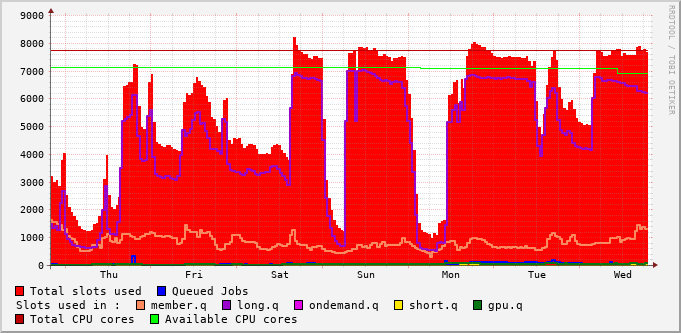 9000
8000
7000
6000
5000
4000
3000
2000
1000
0
Thu Fri Sat Sun Mon Tue Wed
RRDTOOL / TOBI OETIKER
Total slots used Queued Jobs
Slots used in : member.q long.q ondemand.q short.q gpu.q
Total CPU cores Available CPU cores